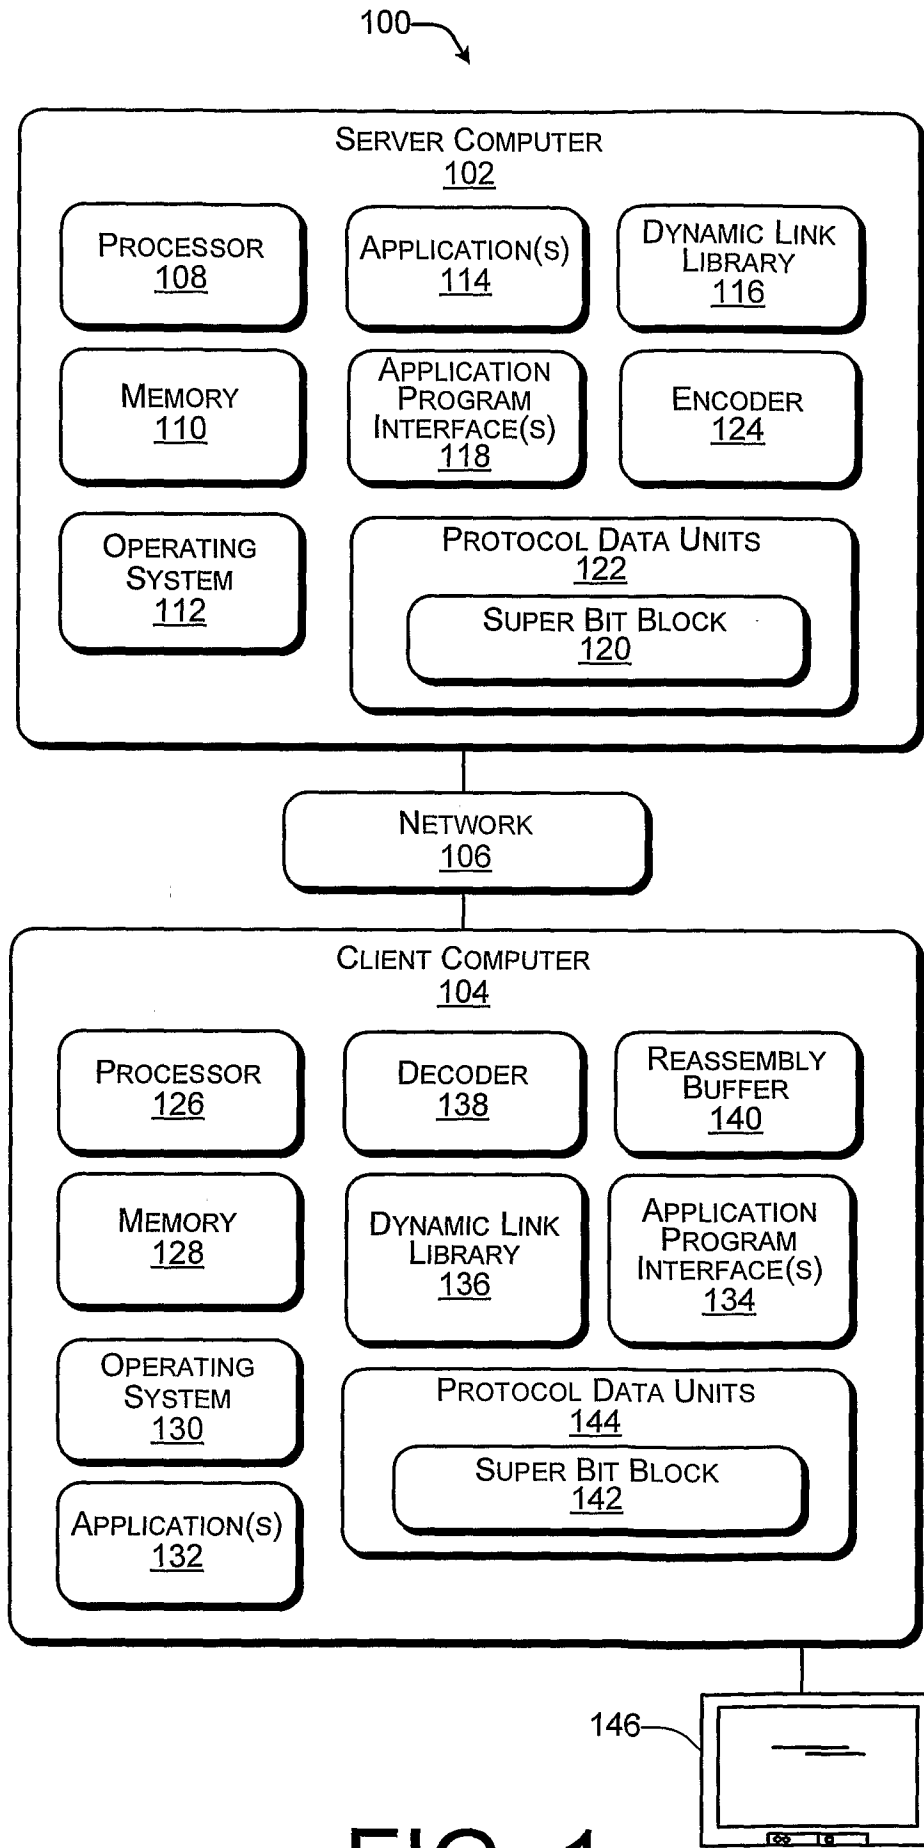 100
SERVER COMPUTER
102
PROCESSOR
108
APPLICATION(S)
114
DYNAMIC LINK
LIBRARY
116
MEMORY
110
APPLICATION
PROGRAM
INTERFACE(S)
118
ENCODER
124
OPERATING
SYSTEM
112
PROTOCOL DATA UNITS
122
SUPER BIT BLOCK
120
NETWORK
106
CLIENT COMPUTER
104
PROCESSOR
126
DECODER
138
REASSEMBLY
BUFFER
140
MEMORY
128
DYNAMIC LINK
LIBRARY
136
APPLICATION
PROGRAM
INTERFACE(S)
134
OPERATING
SYSTEM
130
PROTOCOL DATA UNITS
144
SUPER BIT BLOCK
142
APPLICATION(S)
132
146
FIG. 1